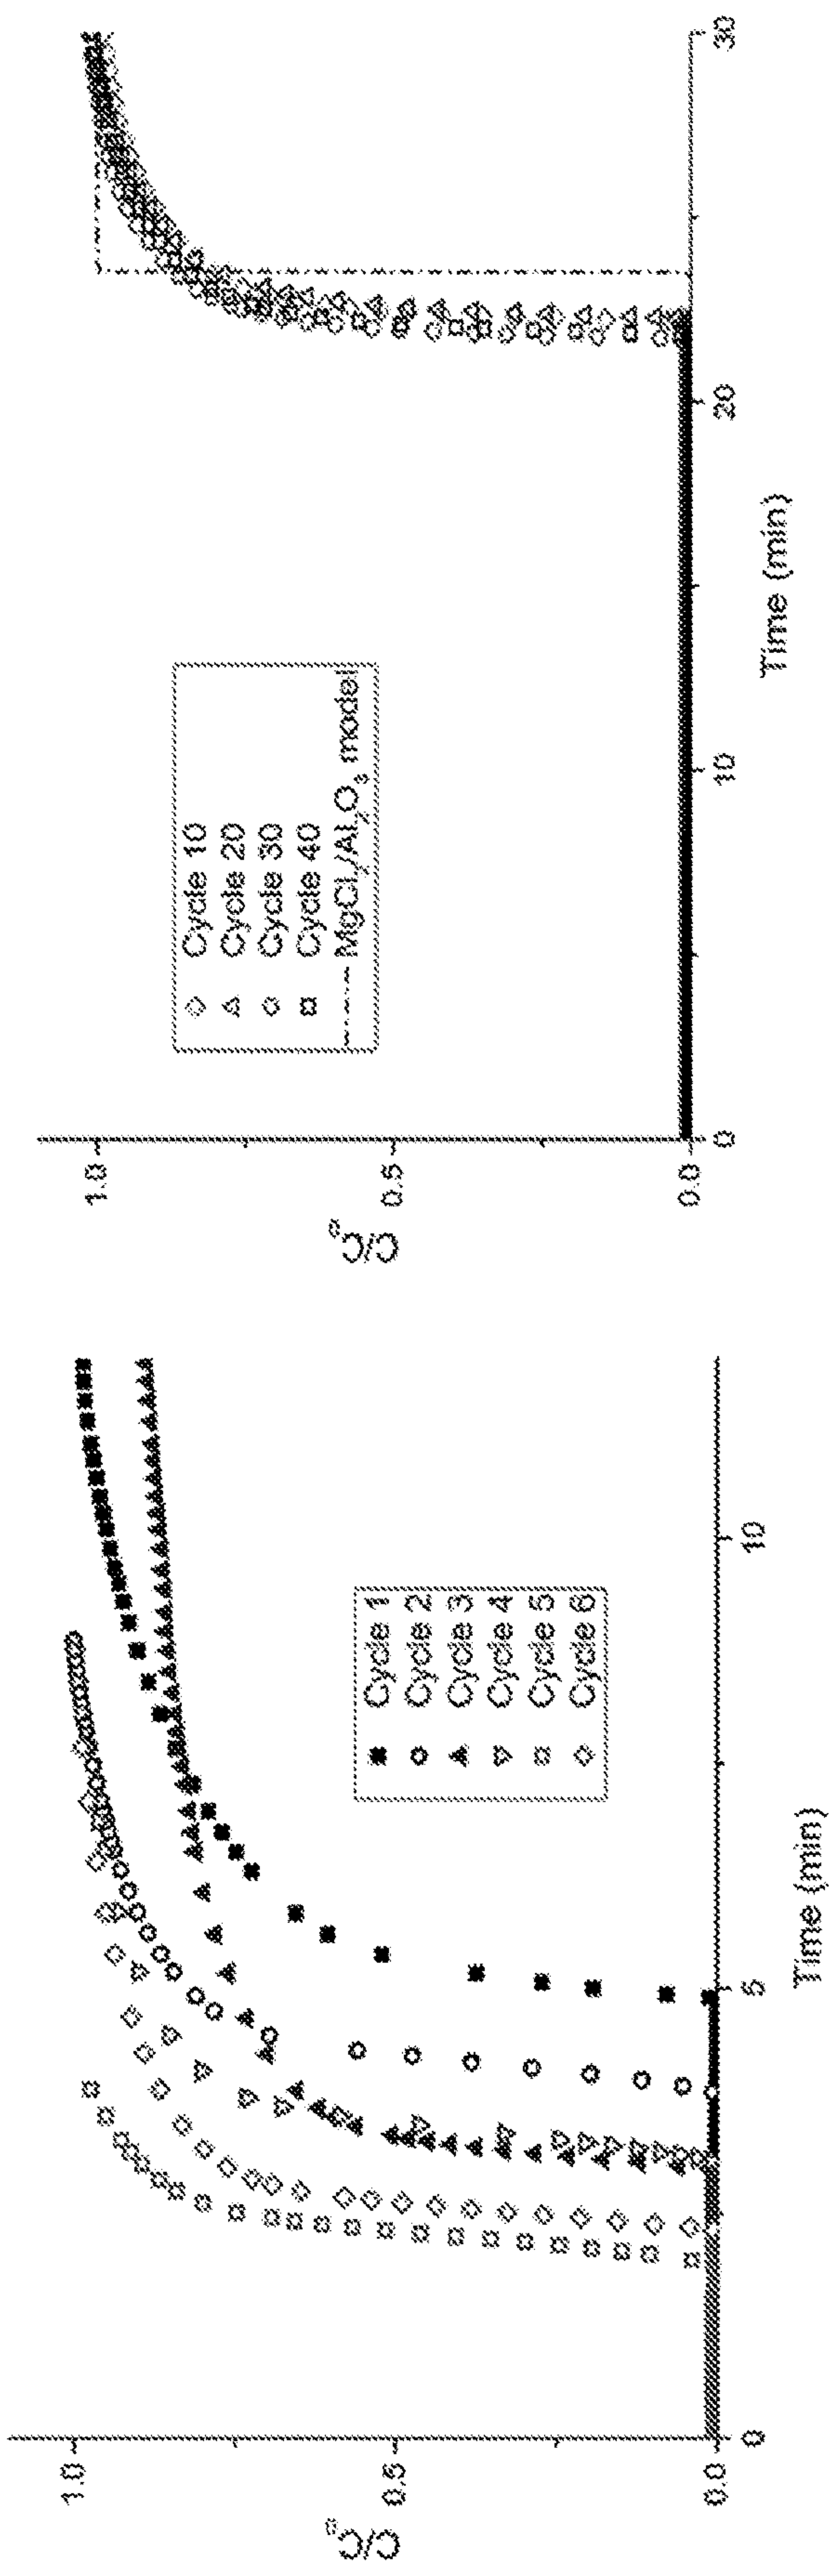 C/C₀
1.0
0.5
0.0
0
5
10
Time (min)
Cycle 1
Cycle 2
Cycle 3
Cycle 4
Cycle 5
Cycle 6
C/C₀
1.0
0.5
0.0
0
10
20
30
Time (min)
Cycle 10
Cycle 20
Cycle 30
Cycle 40
MgCl₂/Al₂O₃ model